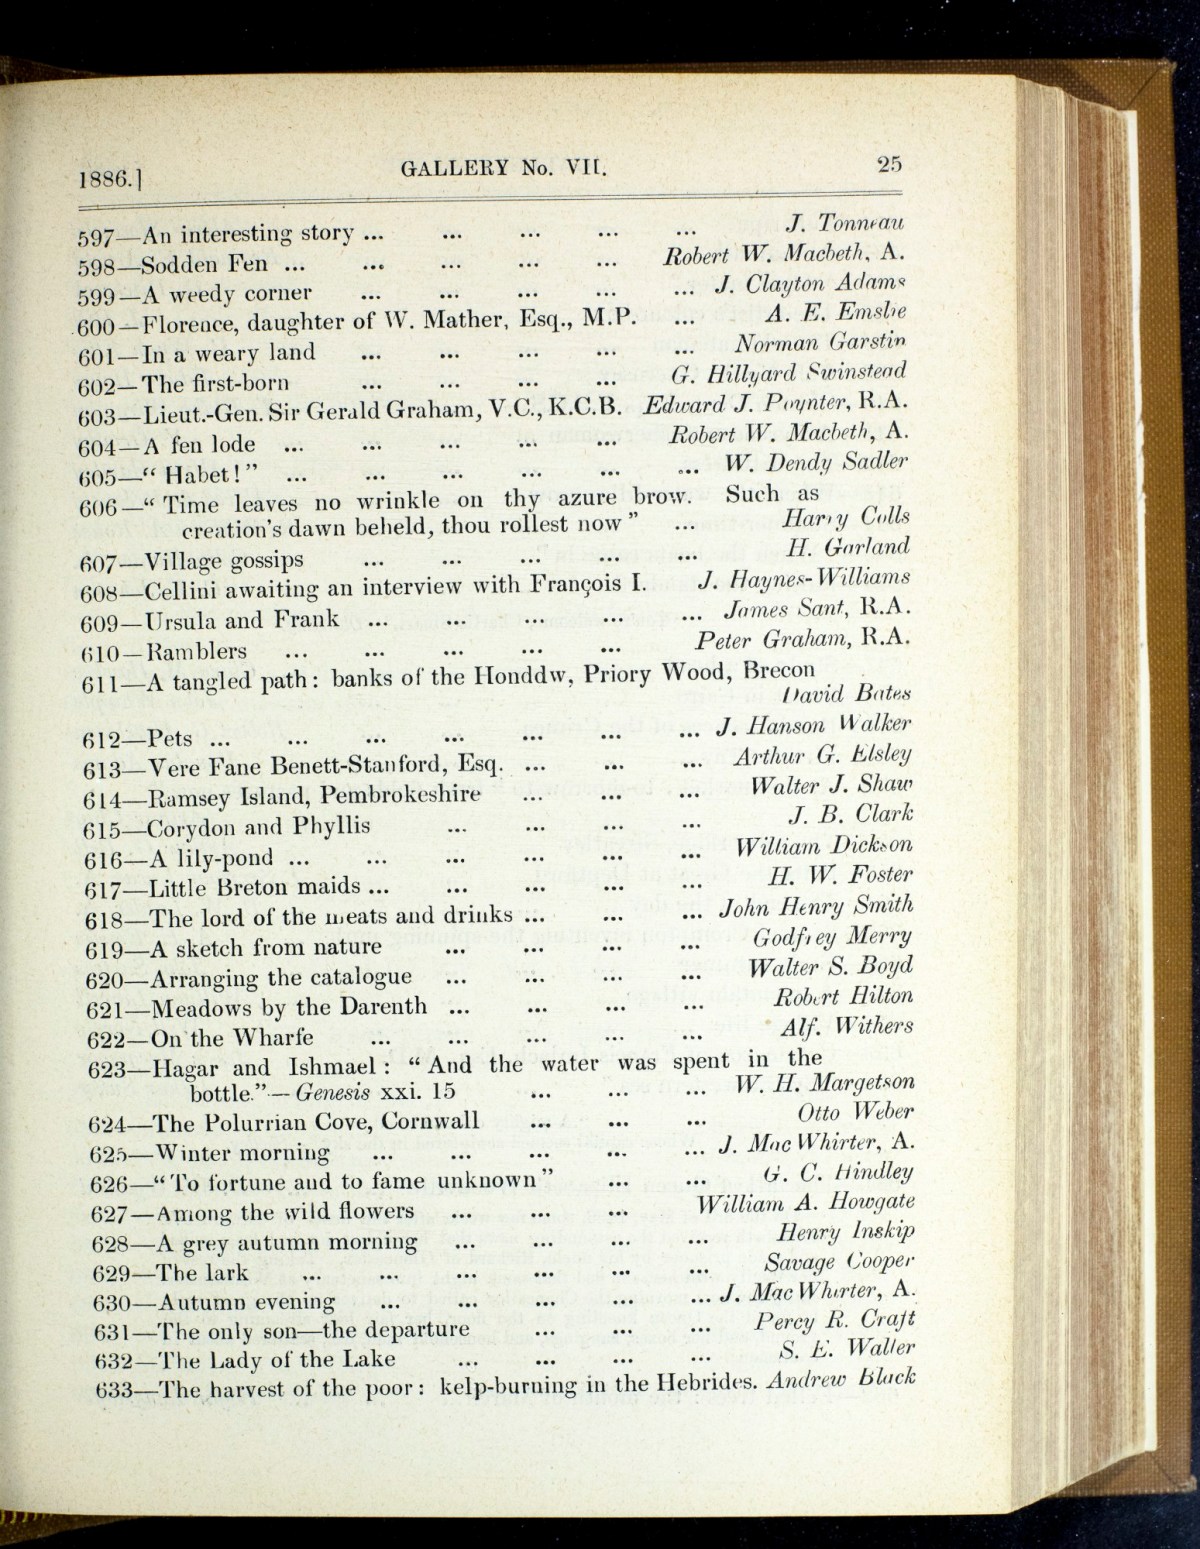 1886.] GALLERY No. VII. 25
597—An interesting story ... ... ... ... ... J. Tonneau
598—Sodden Fen ... ... ... ... ... Robert W. Macbeth, A.
599—A weedy corner ... ... ... ... ... J. Clayton Adams
600—Florence, daughter of W. Mather, Esq., M.P. ... A. E. Emslie
601—In a weary land ... ... ... ... ... Norman Garstin
602—The first-born ... ... ... ... G. Hillyard Swinstead
603—Lieut.-Gen. Sir Gerald Graham, V.C., K.C.B. Edward J. Poynter, R.A.
604—A fen lode ... ... ... ... ... Robert W. Macbeth, A.
605—“ Habet! ” ... ... ... ... ... ... W. Dendy Sadler
606—“ Time leaves no wrinkle on thy azure brow. Such as
creation's dawn beheld, thou rollest now ” ... Harry Colls
607—Village gossips ... ... ... ... ... H. Garland
608—Cellini awaiting an interview with François I. J. Haynes-Williams
609—Ursula and Frank ... ... ... ... ... James Sant, R.A.
610—Ramblers ... ... ... ... ... Peter Graham, R.A.
611—A tangled path: banks of the Honddw, Priory Wood, Brecon
David Bates
612—Pets ... ... ... ... ... ... ... J. Hanson Walker
613—Vere Fane Benett-Stanford, Esq. ... ... ... Arthur G. Elsley
614—Ramsey Island, Pembrokeshire ... ... ... Walter J. Shaw
615—Corydon and Phyllis ... ... ... ... J. B. Clark
616—A lily-pond ... ... ... ... ... ... William Dickson
617—Little Breton maids ... ... ... ... ... H. W. Foster
618—The lord of the meats and drinks ... ... ... John Henry Smith
619—A sketch from nature ... ... ... ... Godfrey Merry
620—Arranging the catalogue ... ... ... ... Walter S. Boyd
621—Meadows by the Darenth ... ... ... ... Robert Hilton
622—On the Wharfe ... ... ... ... ... Alf. Withers
623—Hagar and Ishmael: “ And the water was spent in the
bottle.”—Genesis xxi. 15 ... ... ... W. H. Margetson
624—The Polurrian Cove, Cornwall ... ... ... Otto Weber
625—Winter morning ... ... ... ... ... J. MacWhirter, A.
626—“ To fortune and to fame unknown ” ... ... G. C. Hindley
627—Among the wild flowers ... ... ... William A. Howgate
628—A grey autumn morning ... ... ... ... Henry Inskip
629—The lark ... ... ... ... ... ... Savage Cooper
630—Autumn evening ... ... ... ... ... J. MacWhirter, A.
631—The only son—the departure ... ... ... Percy R. Craft
632—The Lady of the Lake ... ... ... ... S. E. Waller
633—The harvest of the poor: kelp-burning in the Hebrides. Andrew Black